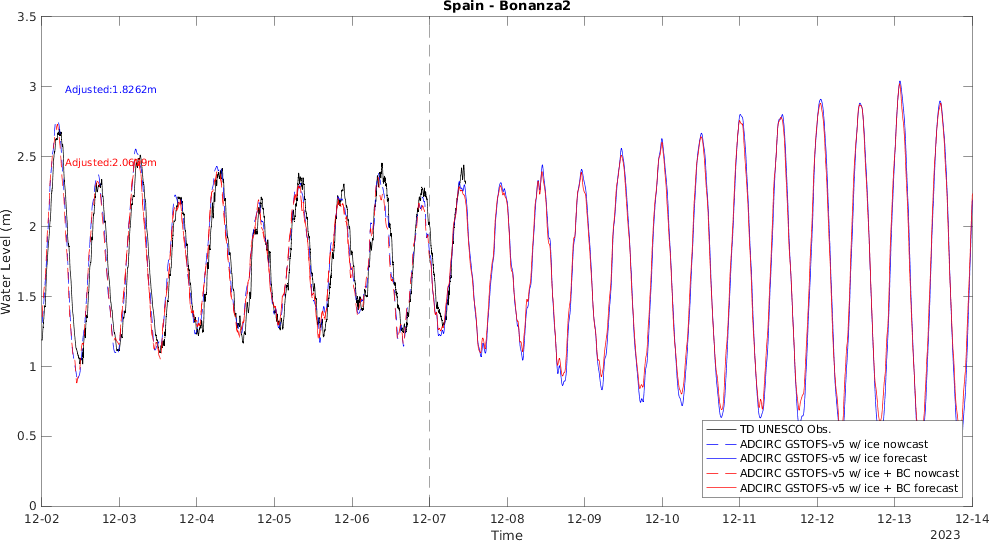 Spain - Bonanza2
3.5
3
2.5
2
1.5
1
0.5
0
Water Level (m)
Adjusted:1.8262m
TD UNESCO Obs.
ADCIRC GSTOFS-v5 w/ ice nowcast
ADCIRC GSTOFS-v5 w/ ice forecast
ADCIRC GSTOFS-v5 w/ ice + BC nowcast
ADCIRC GSTOFS-v5 w/ ice + BC forecast
12-02 12-03 12-04 12-05 12-06 12-07 12-08 12-09 12-10 12-11 12-12 12-13 12-14
Time
2023